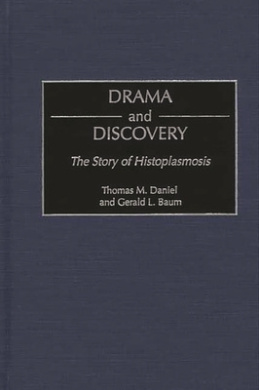 DRAMA
and
DISCOVERY
The Story of Histoplasmosis
Thomas M. Daniel
and Gerald L. Baum